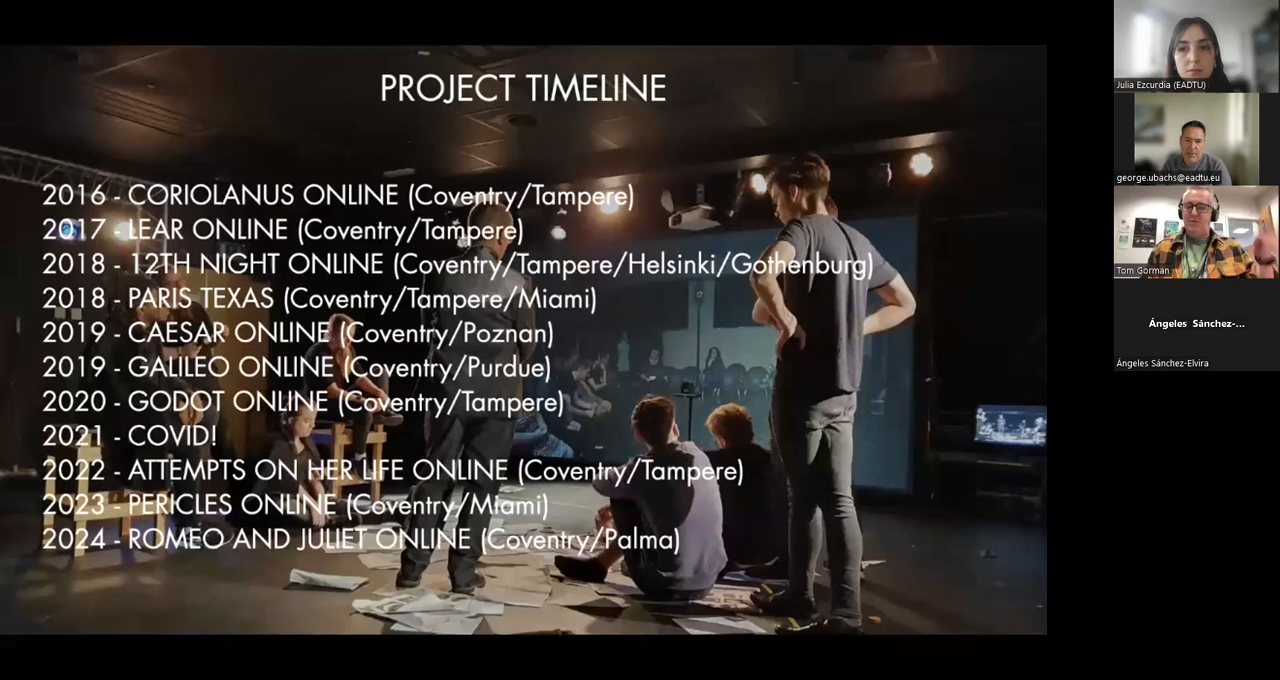 PROJECT TIMELINE
2016 - CORIOLANUS ONLINE (Coventry/Tampere)
2017 - LEAR ONLINE (Coventry/Tampere)
2018 - 12TH NIGHT ONLINE (Coventry/Tampere/Helsinki/Gothenburg)
2018 - PARIS TEXAS (Coventry/Tampere/Miami)
2019 - CAESAR ONLINE (Coventry/Poznan)
2019 - GALILEO ONLINE (Coventry/Purdue)
2020 - GODOT ONLINE (Coventry/Tampere)
2021 - COVID!
2022 - ATTEMPTS ON HER LIFE ONLINE (Coventry/Tampere)
2023 - PERICLES ONLINE (Coventry/Miami)
2024 - ROMEO AND JULIET ONLINE (Coventry/Palma)
Julia Ezcurdia (EADTU)
george.ubachs@eadtu.eu
Tom Gorman
Ángeles Sánchez-...
Ángeles Sánchez-Elvira